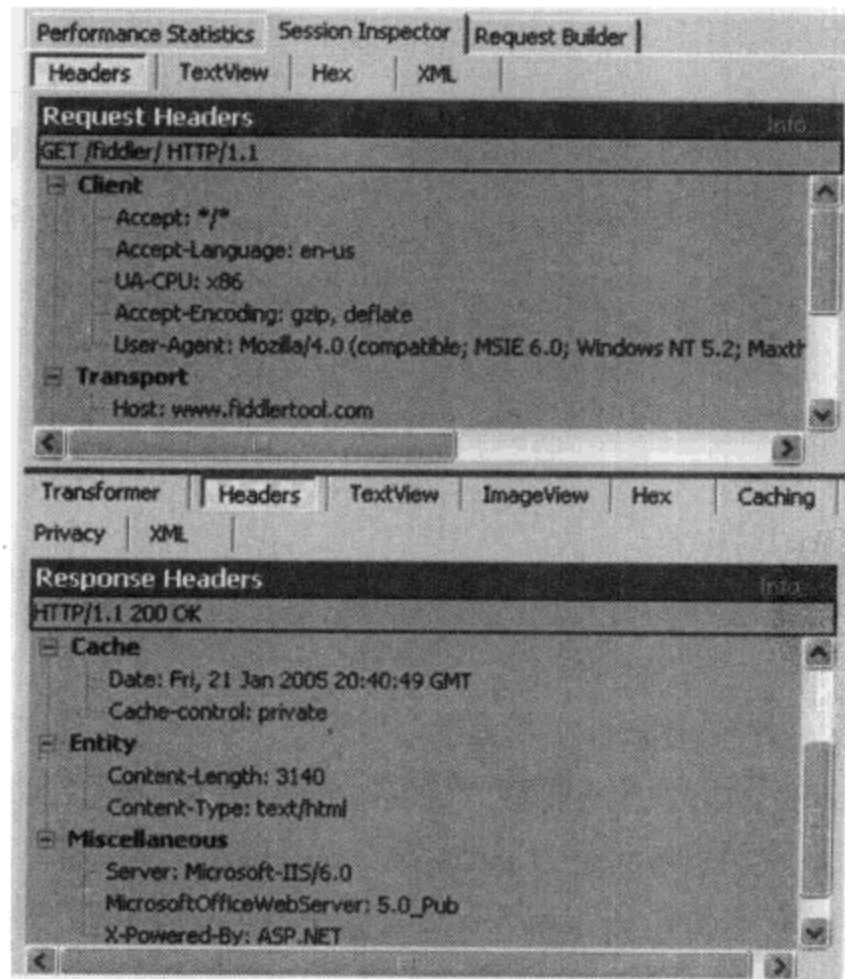 Performance Statistics Session Inspector Request Builder
Headers TextView Hex XML
Request Headers Info
GET /fiddler/ HTTP/1.1
Client
Accept: */*
Accept-Language: en-us
UA-CPU: x86
Accept-Encoding: gzip, deflate
User-Agent: Mozilla/4.0 (compatible; MSIE 6.0; Windows NT 5.2; Maxth
Transport
Host: www.fiddlertool.com
Transformer Headers TextView ImageView Hex Caching
Privacy XML
Response Headers Info
HTTP/1.1 200 OK
Cache
Date: Fri, 21 Jan 2005 20:40:49 GMT
Cache-control: private
Entity
Content-Length: 3140
Content-Type: text/html
Miscellaneous
Server: Microsoft-IIS/6.0
MicrosoftOfficeWebServer: 5.0_Pub
X-Powered-By: ASP.NET